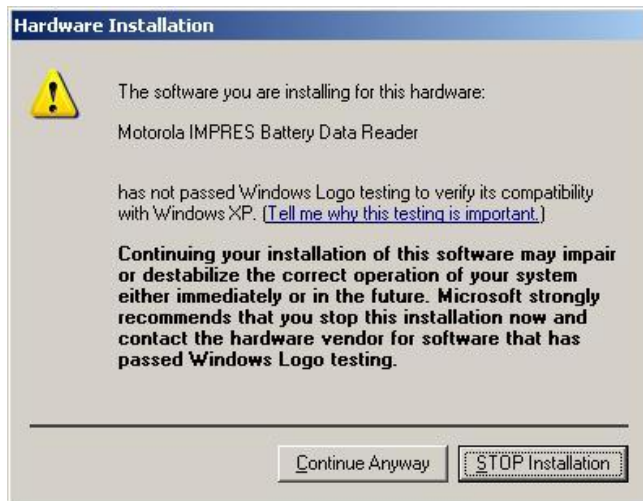 Hardware Installation
The software you are installing for this hardware:
Motorola IMPRES Battery Data Reader
has not passed Windows Logo testing to verify its compatibility
with Windows XP. (Tell me why this testing is important.)
Continuing your installation of this software may impair
or destabilize the correct operation of your system
either immediately or in the future. Microsoft strongly
recommends that you stop this installation now and
contact the hardware vendor for software that has
passed Windows Logo testing.
Continue Anyway
STOP Installation